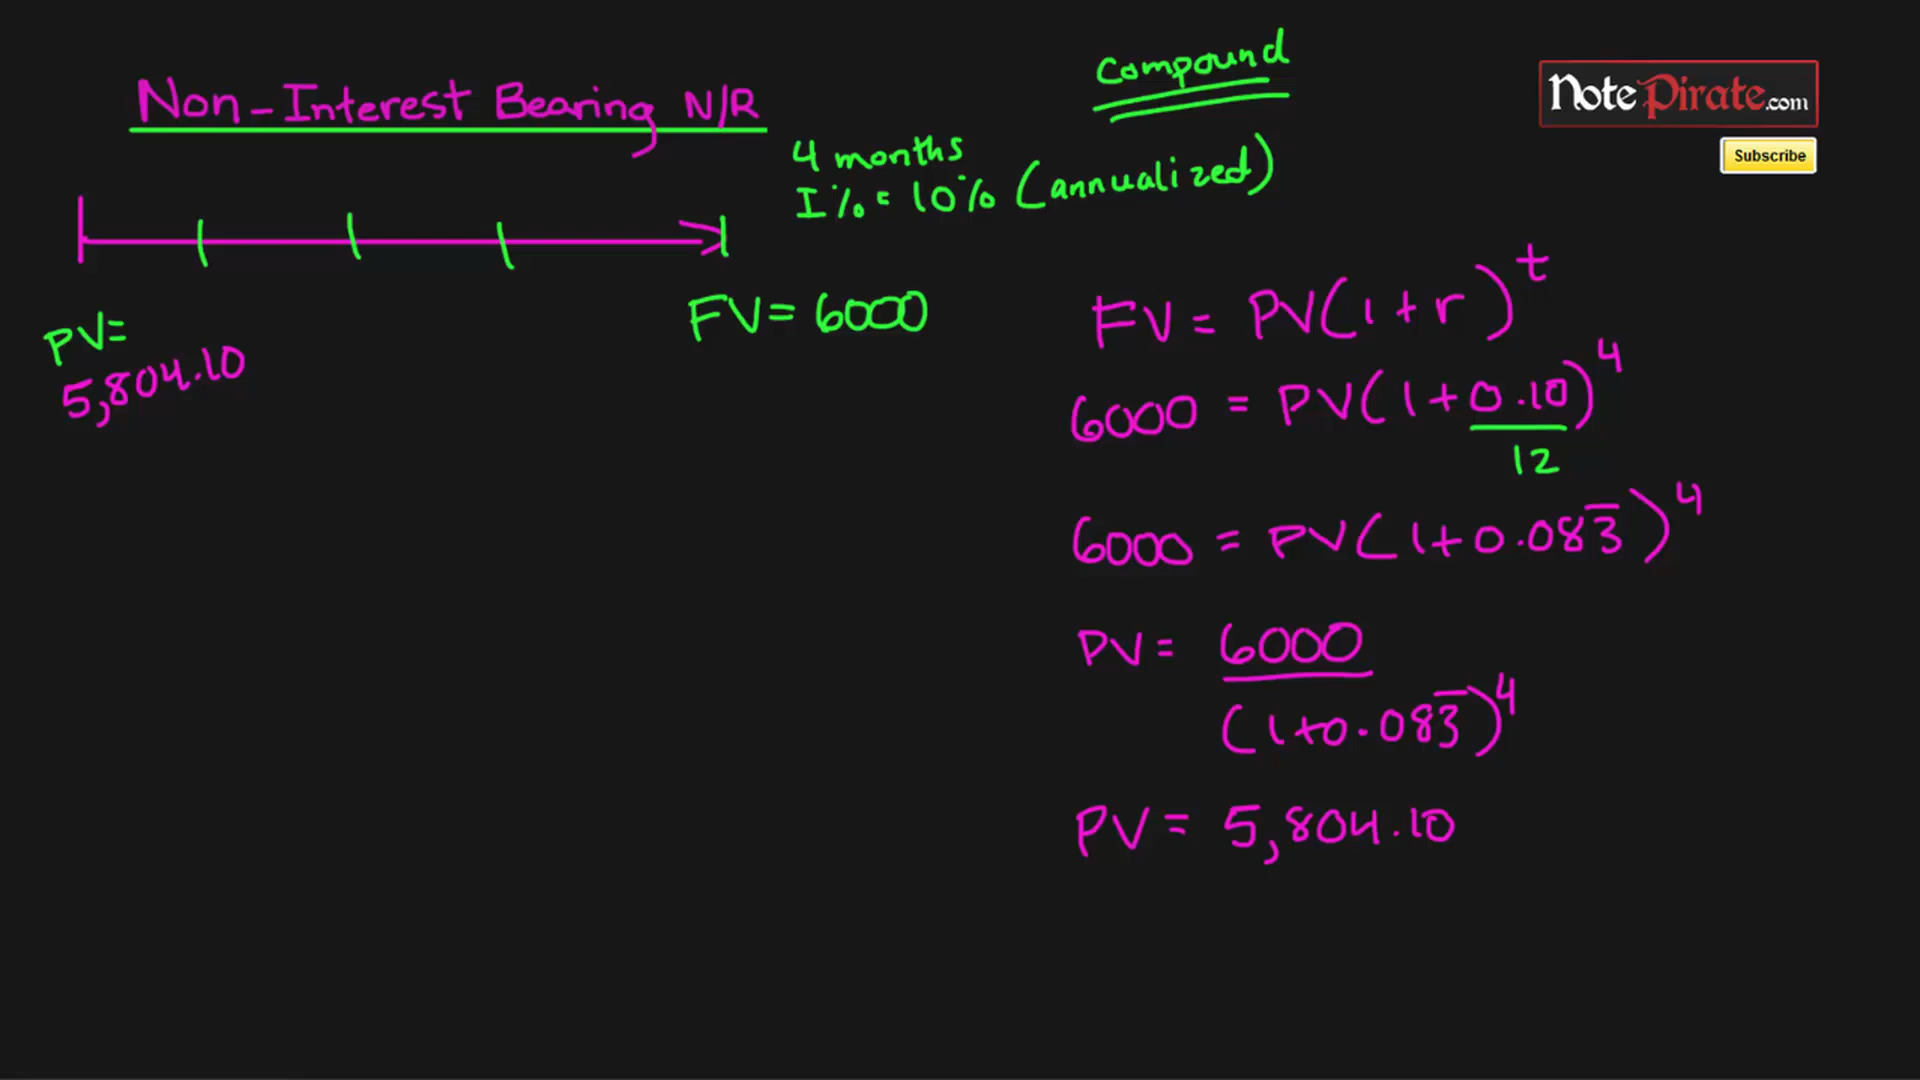 Compound
Non-Interest Bearing N/R
NotePirate.com
Subscribe
4 months
I% = 10% (annualized)
PV=
5,804.10
FV= 6000
FV = PV(1+r)^t
6000 = PV(1+0.10/12)^4
6000 = PV(1+0.083̅)^4
PV = 6000
(1+0.083̅)^4
PV = 5,804.10